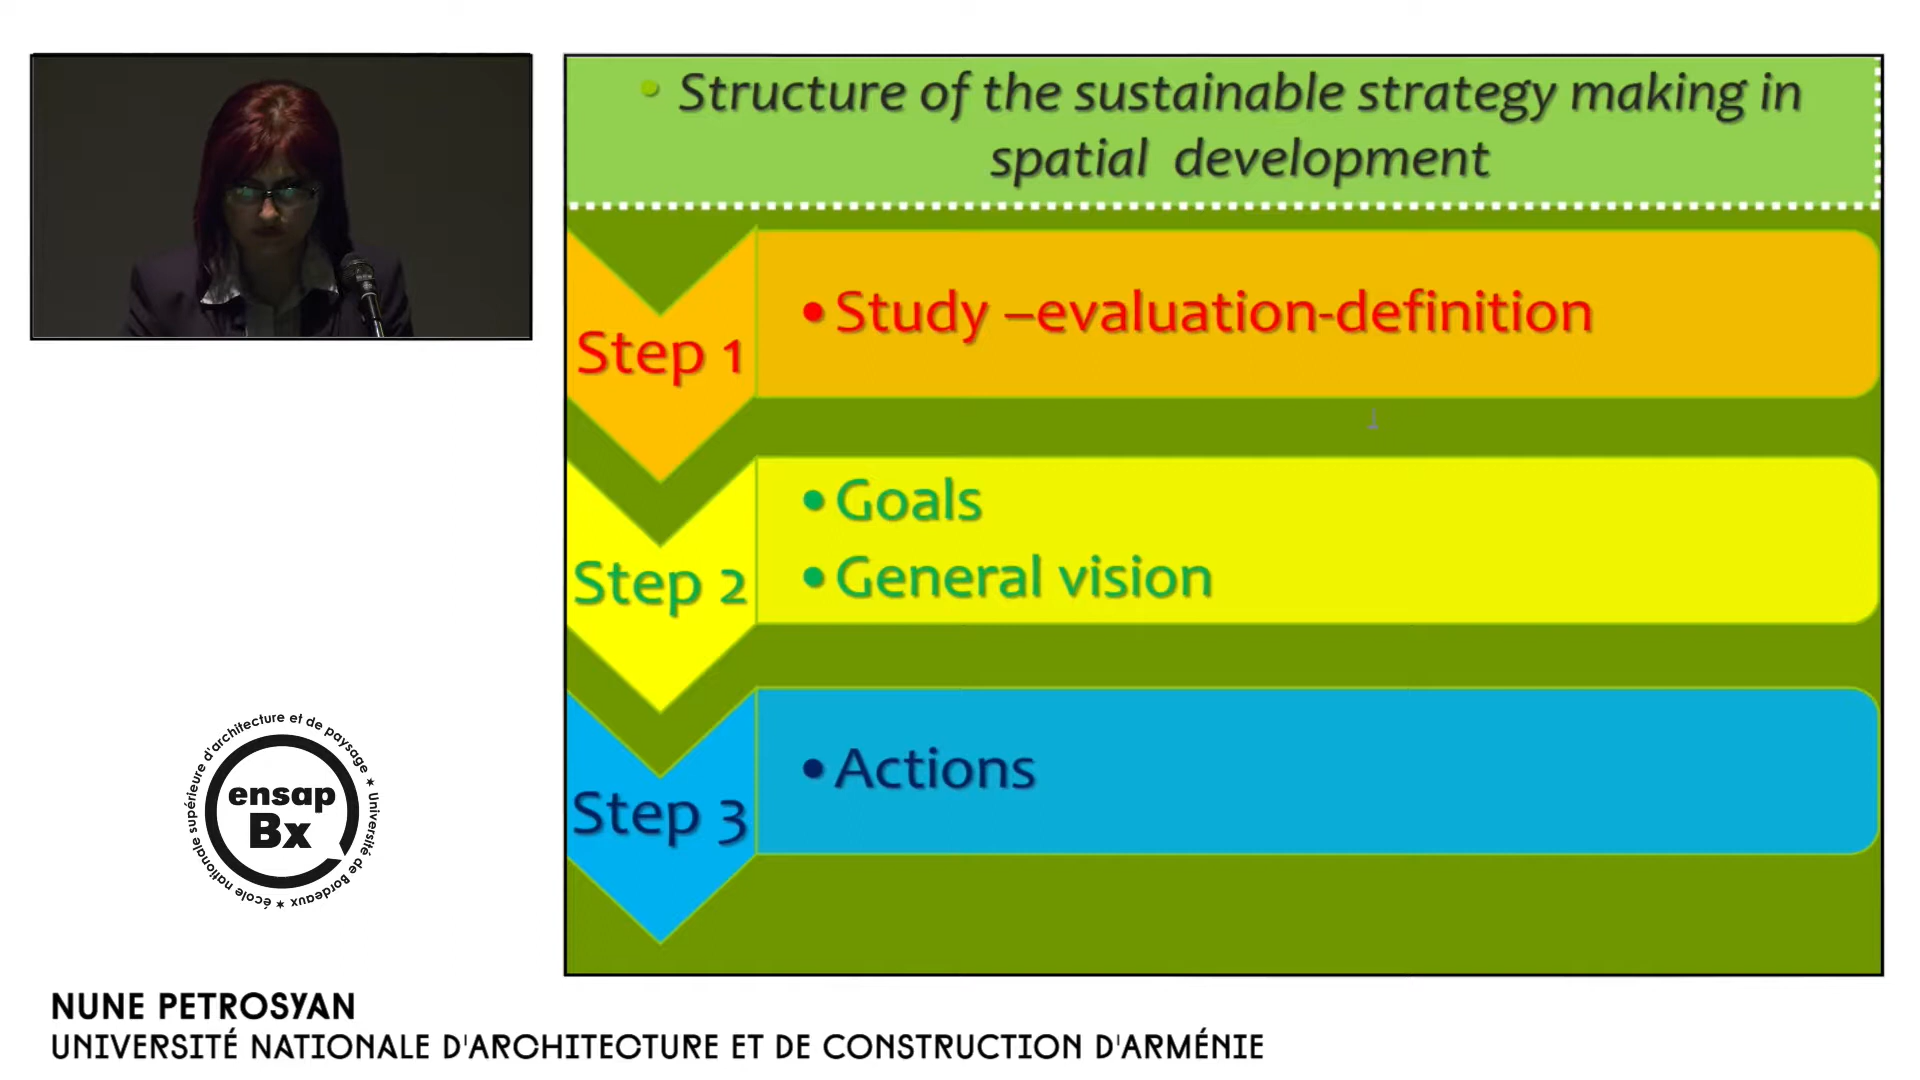 • Structure of the sustainable strategy making in
spatial development
Step 1
• Study –evaluation-definition
Step 2
• Goals
• General vision
Step 3
• Actions
école nationale supérieure d'architecture et de paysage * Université de Bordeaux *
ensap
Bx
NUNE PETROSYAN
UNIVERSITÉ NATIONALE D'ARCHITECTURE ET DE CONSTRUCTION D'ARMÉNIE